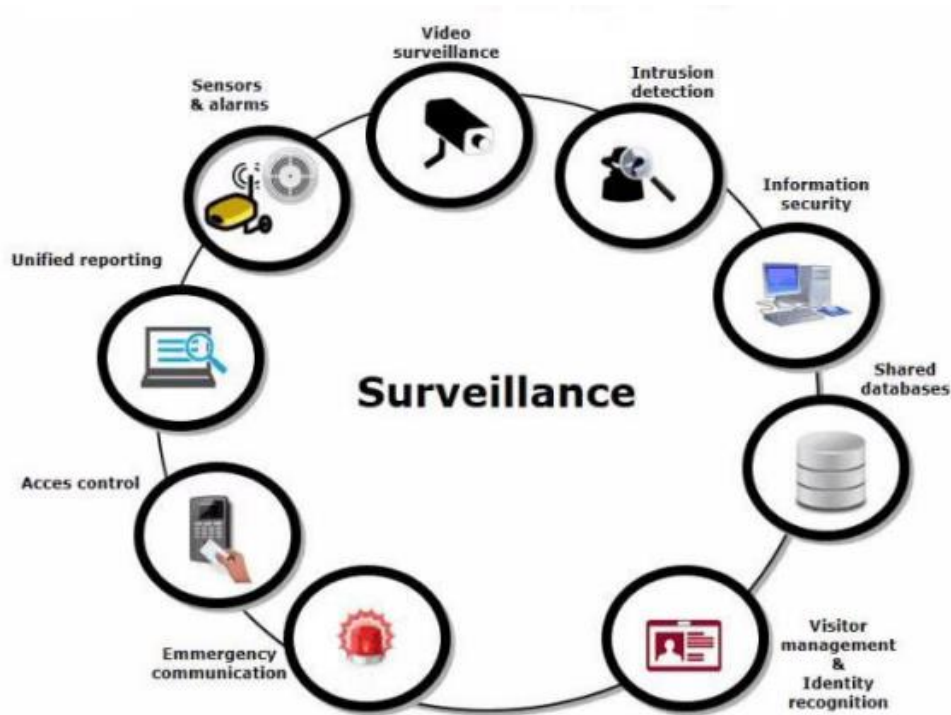 Video
surveillance
Intrusion
detection
Sensors
& alarms
Information
security
Unified reporting
Shared
databases
Surveillance
Acces control
Emmergency
communication
Visitor
management
&
Identity
recognition